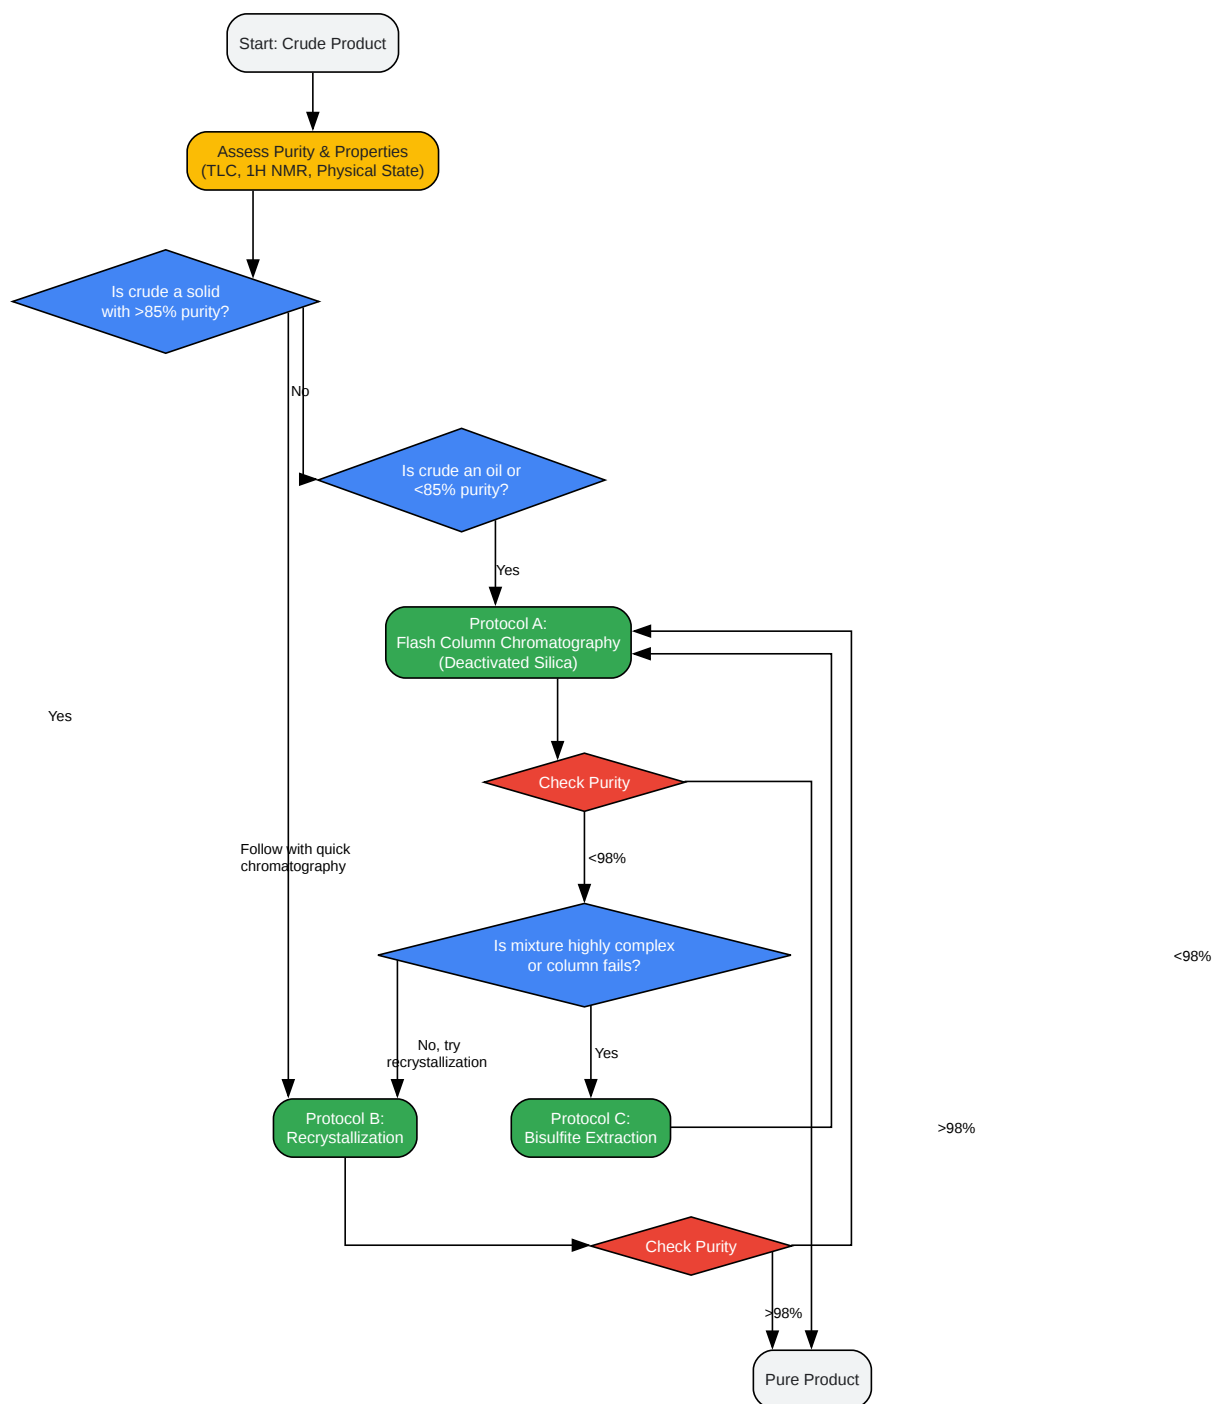 Start: Crude Product
Assess Purity & Properties
(TLC, 1H NMR, Physical State)
Is crude a solid
with >85% purity?
No
Is crude an oil or
<85% purity?
Yes
Protocol A:
Flash Column Chromatography
(Deactivated Silica)
Yes
Check Purity
Follow with quick
chromatography
<98%
Is mixture highly complex
or column fails?
<98%
No, try
recrystallization
Yes
Protocol B:
Recrystallization
Protocol C:
Bisulfite Extraction
>98%
Check Purity
>98%
Pure Product